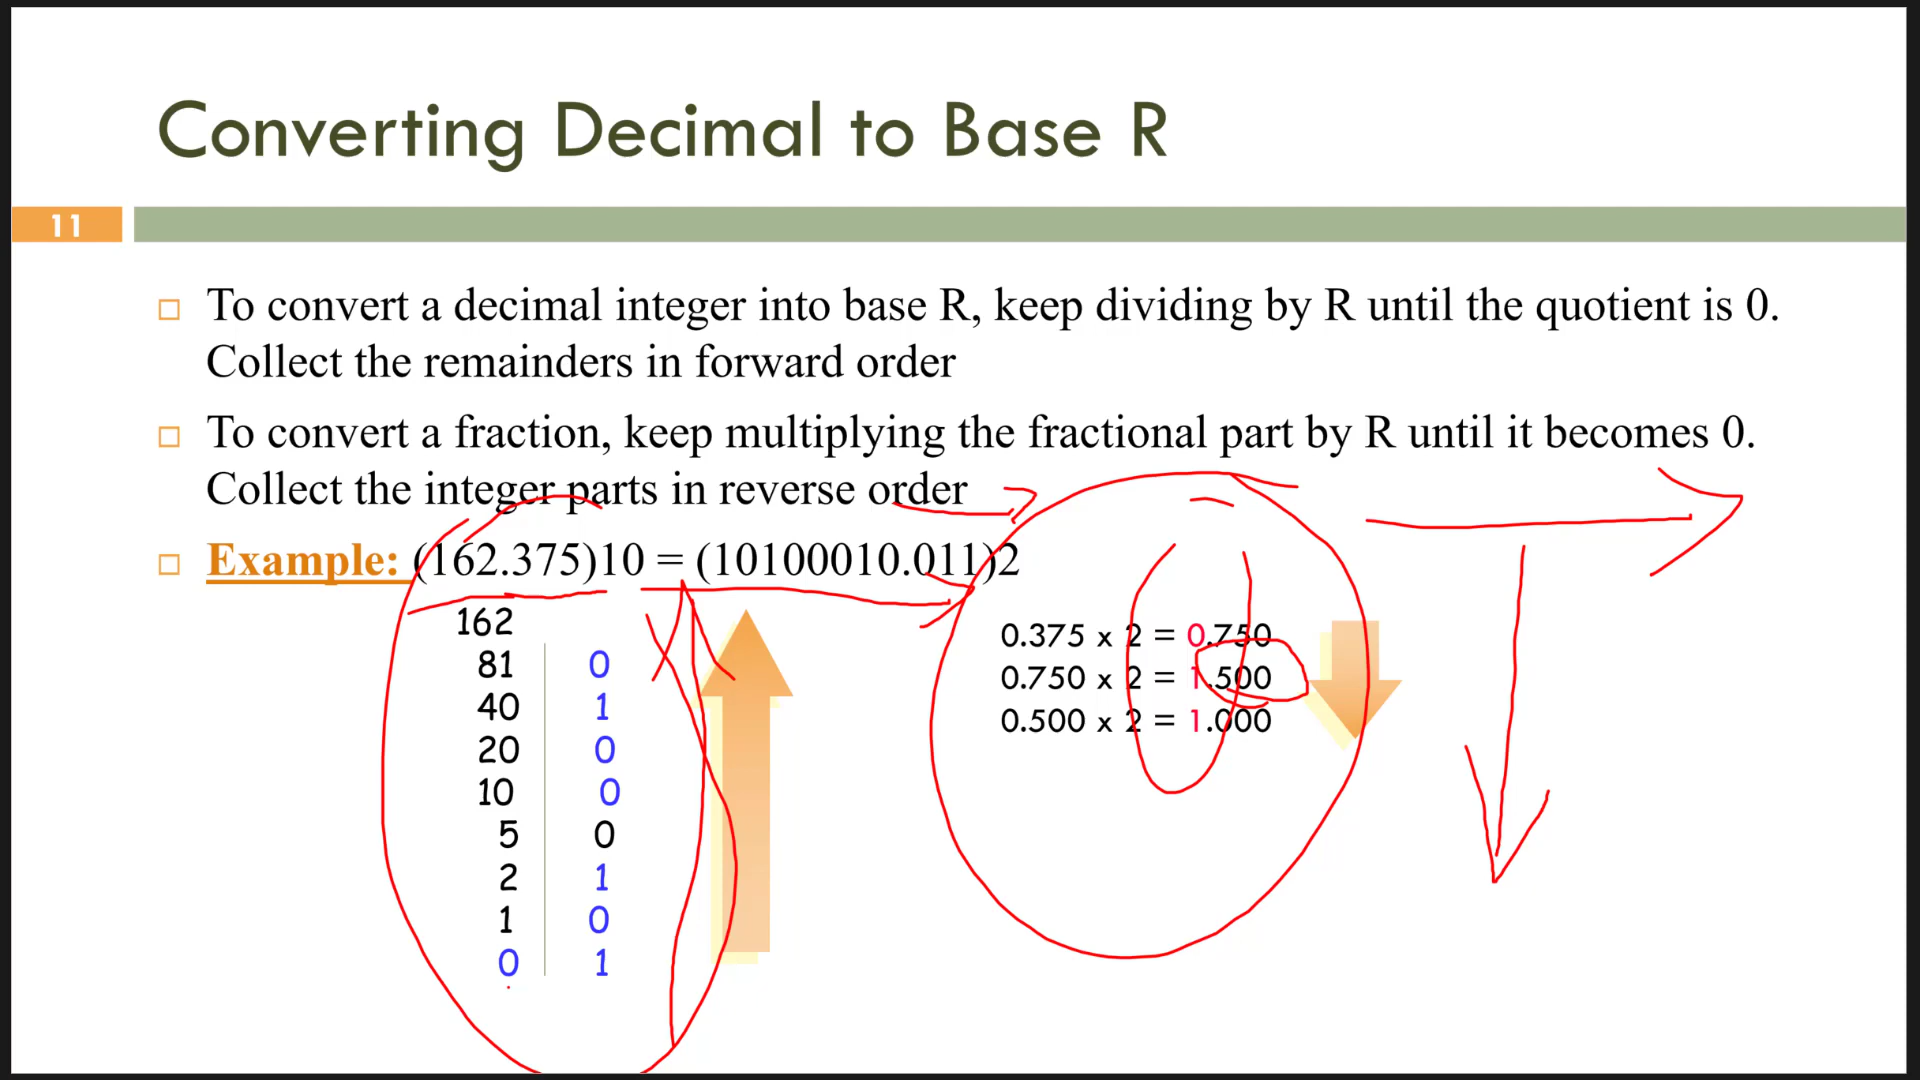 Converting Decimal to Base R
11
To convert a decimal integer into base R, keep dividing by R until the quotient is 0.
Collect the remainders in forward order
To convert a fraction, keep multiplying the fractional part by R until it becomes 0.
Collect the integer parts in reverse order
Example: (162.375)10 = (10100010.011)2
162
81 0
40 1
20 0
10 0
5 0
2 1
1 0
0 1
0.375 x 2 = 0.750
0.750 x 2 = 1.500
0.500 x 2 = 1.000